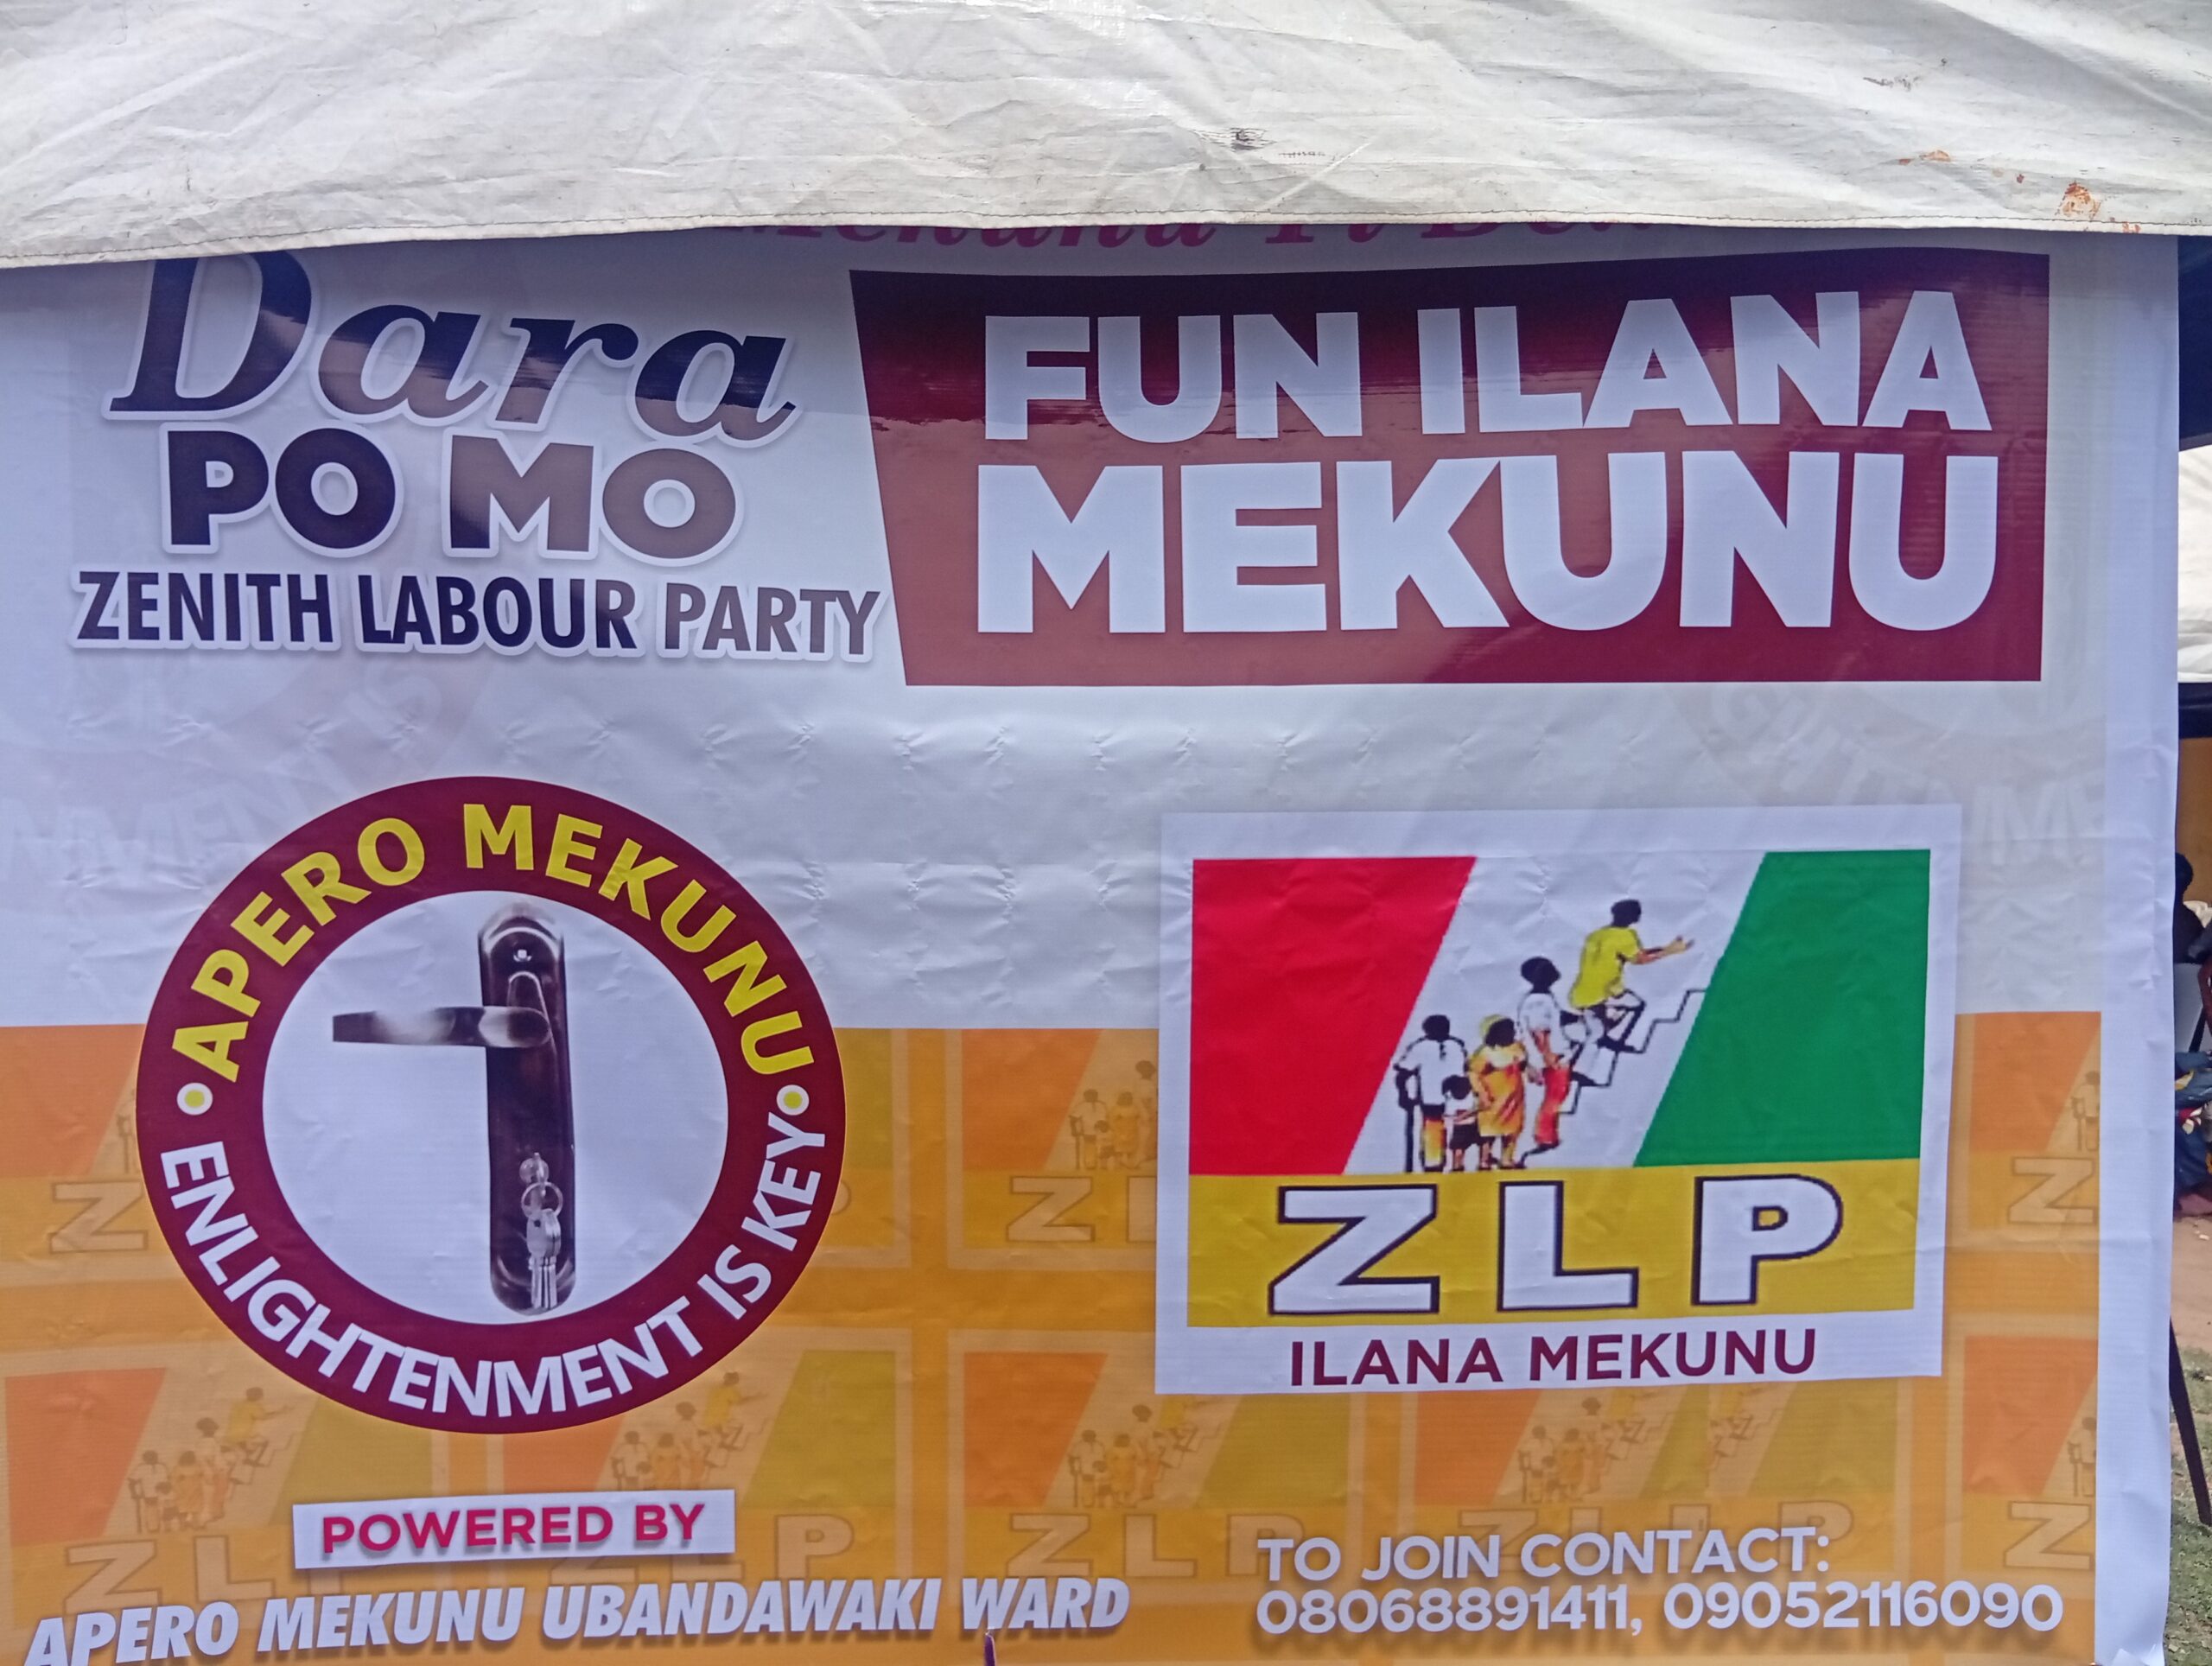 Dara
PO MO
ZENITH LABOUR PARTY
FUN ILANA
MEKUNU
APERO MEKUNU
ENLIGHTENMENT IS KEY
ZLP
ILANA MEKUNU
POWERED BY
APERO MEKUNU UBANDAWAKI WARD
TO JOIN CONTACT:
08068891411, 09052116090